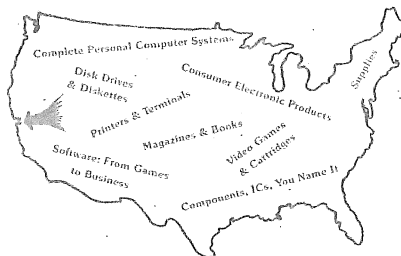 Complete Personal Computer Systems
Disk Drives
& Diskettes
Consumer Electronic Products
Supplies
Printers & Terminals
Magazines & Books
Video Games
& Cartridges
Software: From Games
to Business
Components, ICs, You Name It